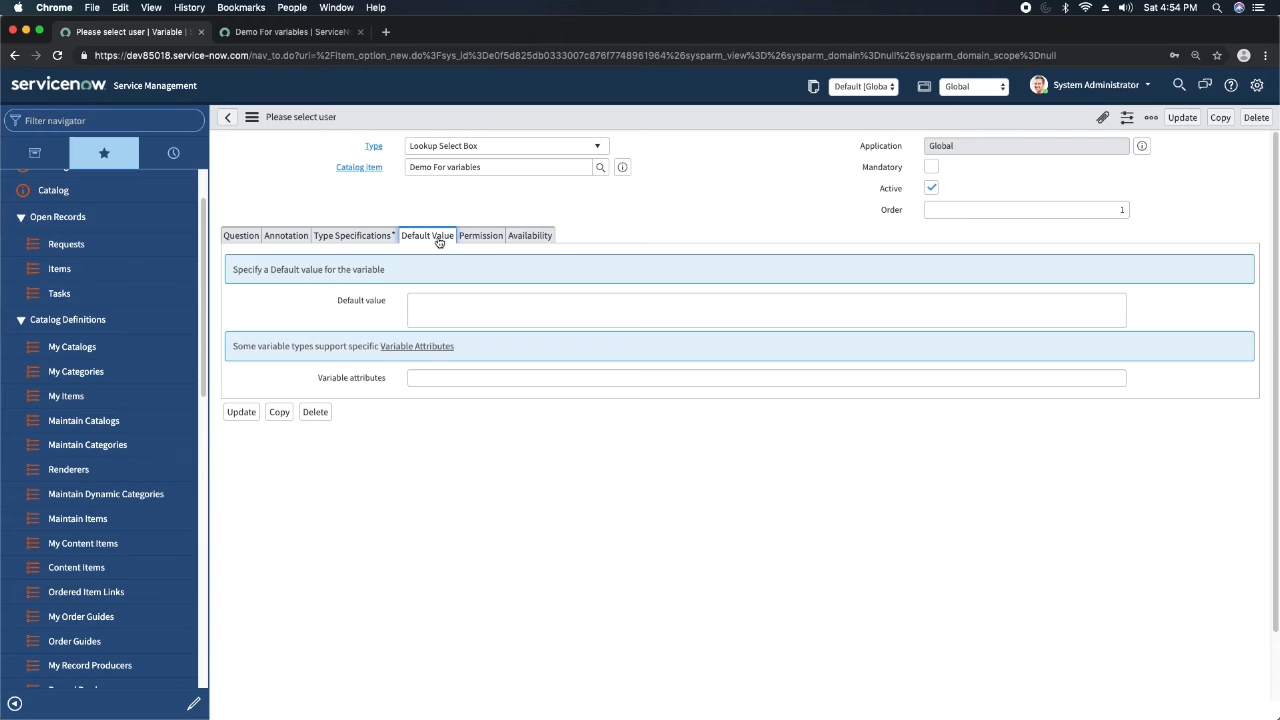 Chrome File Edit View History Bookmarks People Window Help Sat 4:54 PM
Please select user | Variable | S
Demo For variables | ServiceNo
https://dev85018.service-now.com/nav_to.do?uri=%2Fitem_option_new.do%3Fsys_id%3De0f5d825db0333007c876f7748961964%26sysparm_view%3D%26sysparm_domain%3Dnull%26sysparm_domain_scope%3Dnull
servicenow Service Management Default [Globa Global System Administrator
Filter navigator
Please select user Update Copy Delete
Type Lookup Select Box Application Global
Catalog item Demo For variables Mandatory
Active
Order 1
Catalog
Open Records
Requests
Items
Tasks
Catalog Definitions
My Catalogs
My Categories
My Items
Maintain Catalogs
Maintain Categories
Renderers
Maintain Dynamic Categories
Maintain Items
My Content Items
Content Items
Ordered Item Links
My Order Guides
Order Guides
My Record Producers
Question Annotation Type Specifications* Default Value Permission Availability
Specify a Default value for the variable
Default value
Some variable types support specific Variable Attributes
Variable attributes
Update Copy Delete